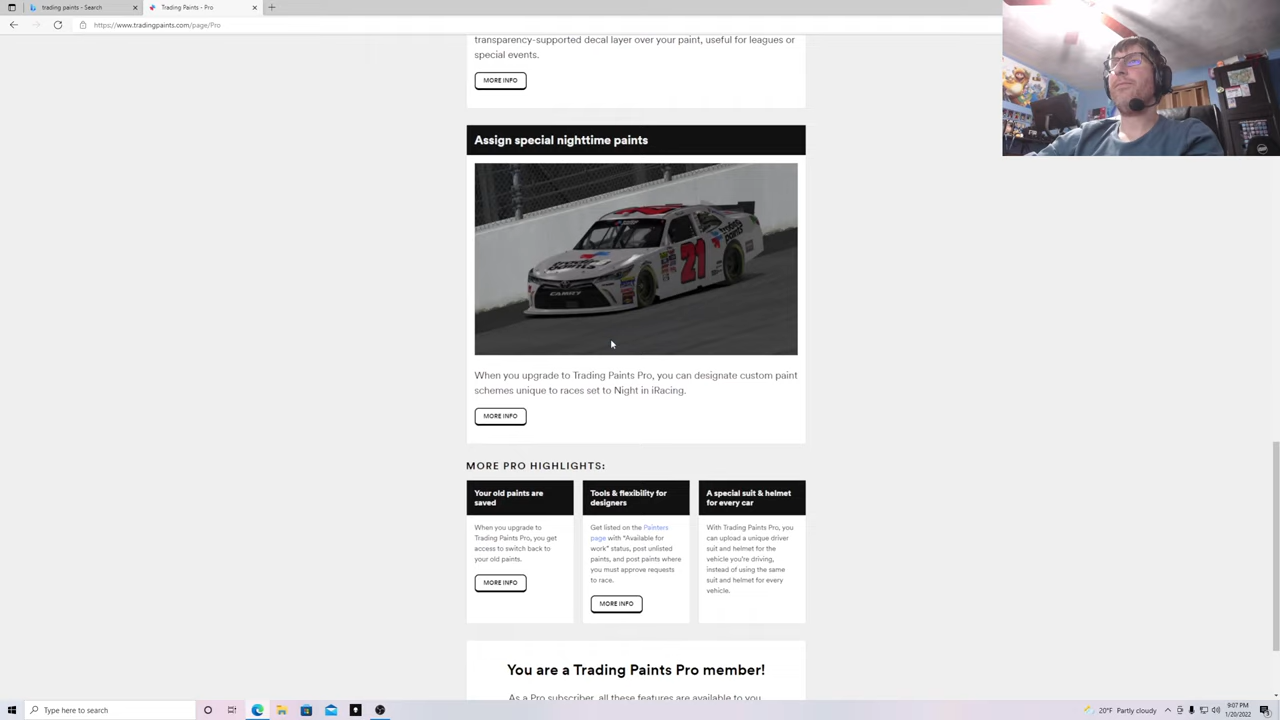 trading paints - Search
Trading Paints - Pro
https://www.tradingpaints.com/page/Pro
transparency-supported decal layer over your paint, useful for leagues or
special events.
MORE INFO
Assign special nighttime paints
21
CAMRY
When you upgrade to Trading Paints Pro, you can designate custom paint
schemes unique to races set to Night in iRacing.
MORE INFO
MORE PRO HIGHLIGHTS:
Your old paints are
saved
When you upgrade to
Trading Paints Pro, you get
access to switch back to
your old paints.
MORE INFO
Tools & flexibility for
designers
Get listed on the Painters
page with “Available for
work” status, post unlisted
paints, and post paints where
you must approve requests
to race.
MORE INFO
A special suit & helmet
for every car
With Trading Paints Pro, you
can upload a unique driver
suit and helmet for the
vehicle you're driving,
instead of using the same
suit and helmet for every
vehicle.
You are a Trading Paints Pro member!
As a Pro subscriber, all these features are available to you
Type here to search
20°F Partly cloudy
9:07 PM
1/20/2022